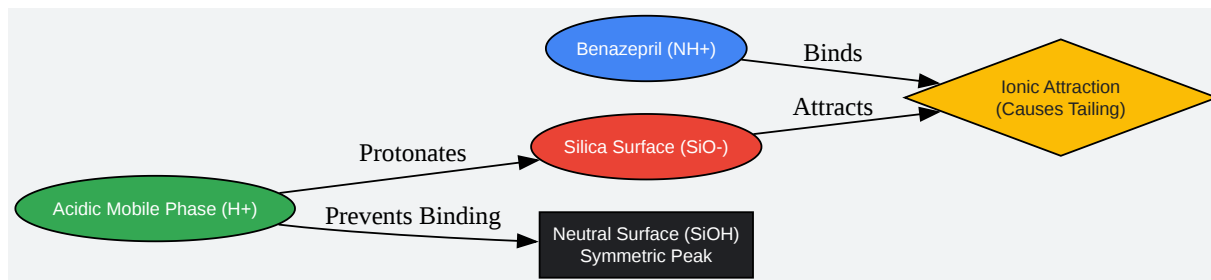 Benazepril (NH+)
Binds
Ionic Attraction
(Causes Tailing)
Attracts
Silica Surface (SiO-)
Protonates
Acidic Mobile Phase (H+)
Prevents Binding
Neutral Surface (SiOH)
Symmetric Peak